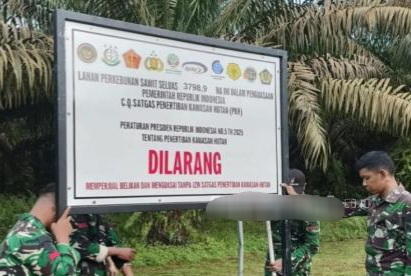 LAHAN PERKEBUNAN SAWIT SELUAS 3798,9 HA INI DALAM PENGUASAAN
PEMERINTAH REPUBLIK INDONESIA
C.Q. SATGAS PENERTIBAN KAWASAN HUTAN (PKH)
PERATURAN PRESIDEN REPUBLIK INDONESIA NO.5 TH 2025
TENTANG PENERTIBAN KAWASAN HUTAN
DILARANG
MEMPERJUAL BELIKAN DAN MENGUASAI TANPA IZIN SATGAS PENERTIBAN KAWASAN HUTAN